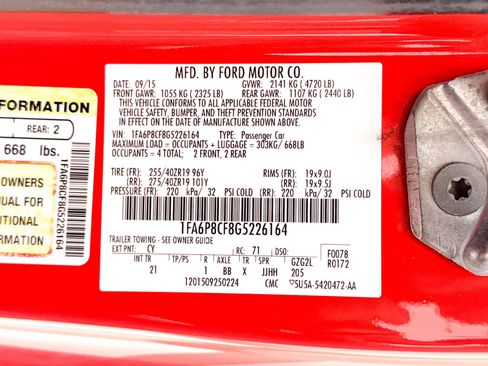 FORMATION
REAR: 2
668 lbs.
OWNERS
MANUAL FOR
DITIONAL
FORMATION
1FA6P8CF8G5226164
MFD. BY FORD MOTOR CO.
DATE: 09/15 GVWR: 2141 KG ( 4720 LB)
FRONT GAWR: 1055 KG ( 2325 LB) REAR GAWR: 1107 KG ( 2440 LB)
THIS VEHICLE CONFORMS TO ALL APPLICABLE FEDERAL MOTOR
VEHICLE SAFETY, BUMPER, AND THEFT PREVENTION STANDARDS IN
EFFECT ON THE DATE OF MANUFACTURE SHOWN ABOVE.
VIN: 1FA6P8CF8G5226164 TYPE: Passenger Car
MAXIMUM LOAD = OCCUPANTS + LUGGAGE = 303KG/ 668LB
OCCUPANTS = 4 TOTAL; 2 FRONT, 2 REAR
TIRE (FR): 255/40ZR19 96Y RIMS (FR): 19x9.0J
(RR): 275/40ZR19 101Y (RR): 19x9.5J
PRESSURE (FR) 220 kPa/ 32 PSI COLD (RR) 220 kPa/ 32 PSI COLD
1FA6P8CF8G5226164
TRAILER TOWING - SEE OWNER GUIDE
EXT PNT: CY RC: 71 DSO: F0078
INT TR TP/PS R AXLE TR SPR GZG2L R0172
21 1 BB X JJHH 205
1201509250224 CMC ▽5U5A-5420472-AA